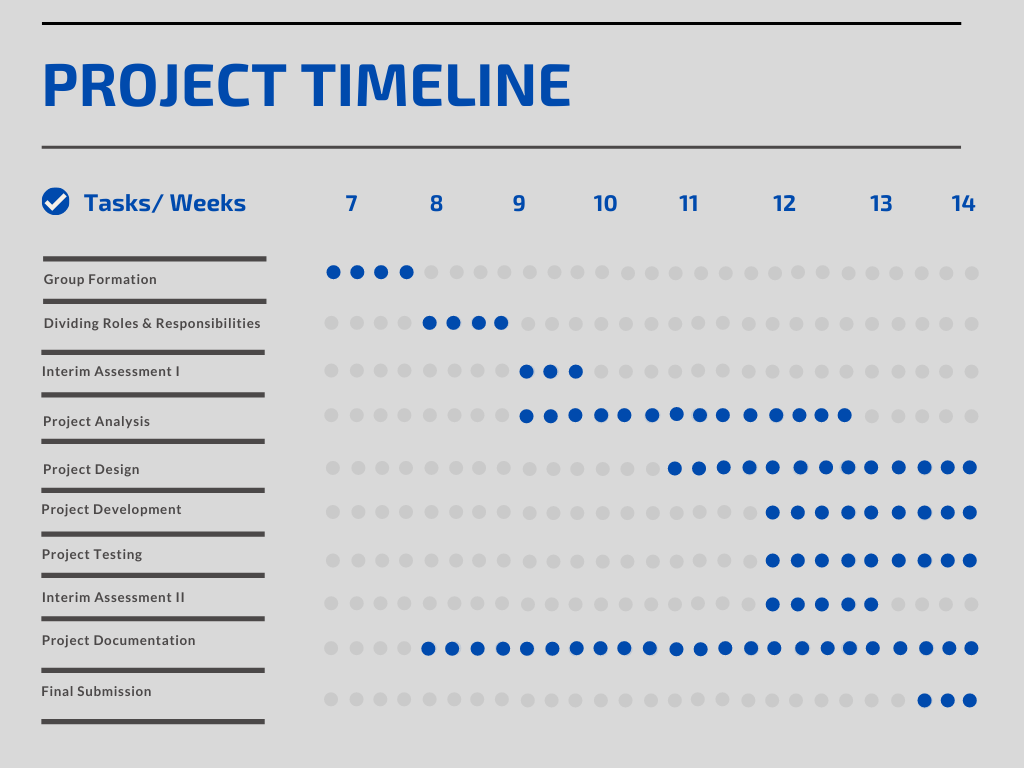 PROJECT TIMELINE
Tasks/ Weeks 7 8 9 10 11 12 13 14
Group Formation
Dividing Roles & Responsibilities
Interim Assessment I
Project Analysis
Project Design
Project Development
Project Testing
Interim Assessment II
Project Documentation
Final Submission